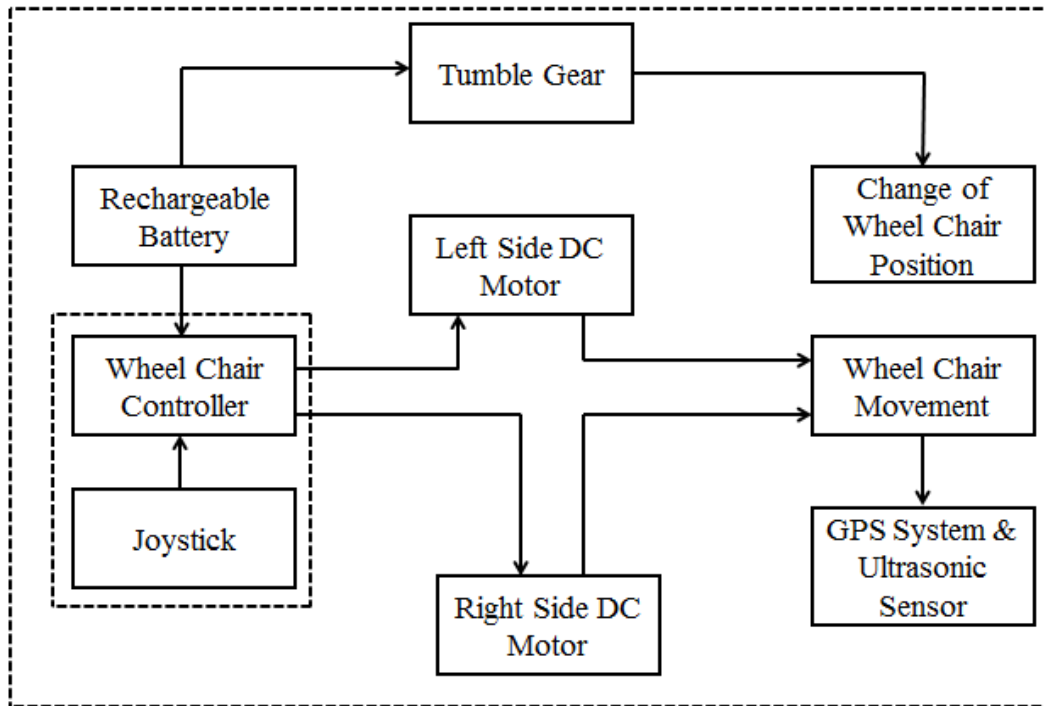 Tumble Gear
Rechargeable
Battery
Change of
Wheel Chair
Position
Left Side DC
Motor
Wheel Chair
Controller
Wheel Chair
Movement
Joystick
GPS System &
Ultrasonic
Sensor
Right Side DC
Motor